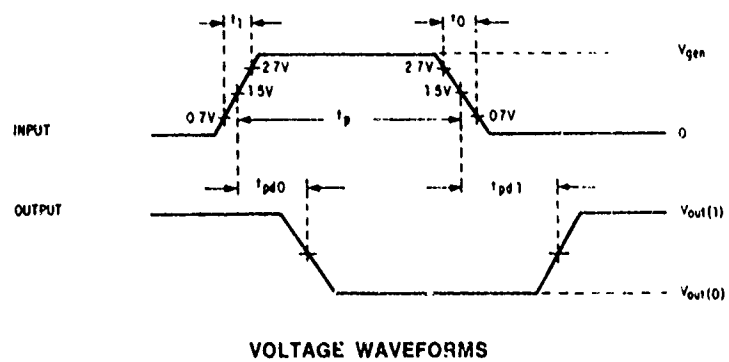 t1 t0
Vgen
2.7V 2.7V
1.5V 1.5V
0.7V tp 0.7V
INPUT 0
tpd0 tpd1
OUTPUT Vout(1)
Vout(0)
VOLTAGE WAVEFORMS